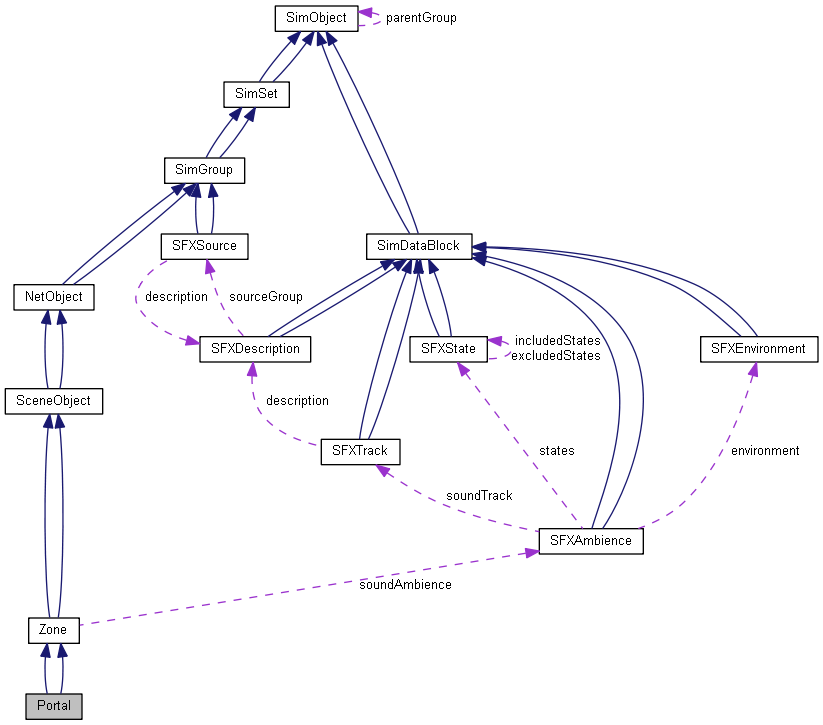 SimObject
parentGroup
SimSet
SimGroup
SFXSource
SimDataBlock
NetObject
description
sourceGroup
SFXDescription
SFXState
includedStates
excludedStates
SFXEnvironment
SceneObject
description
SFXTrack
states
environment
soundTrack
SFXAmbience
soundAmbience
Zone
Portal